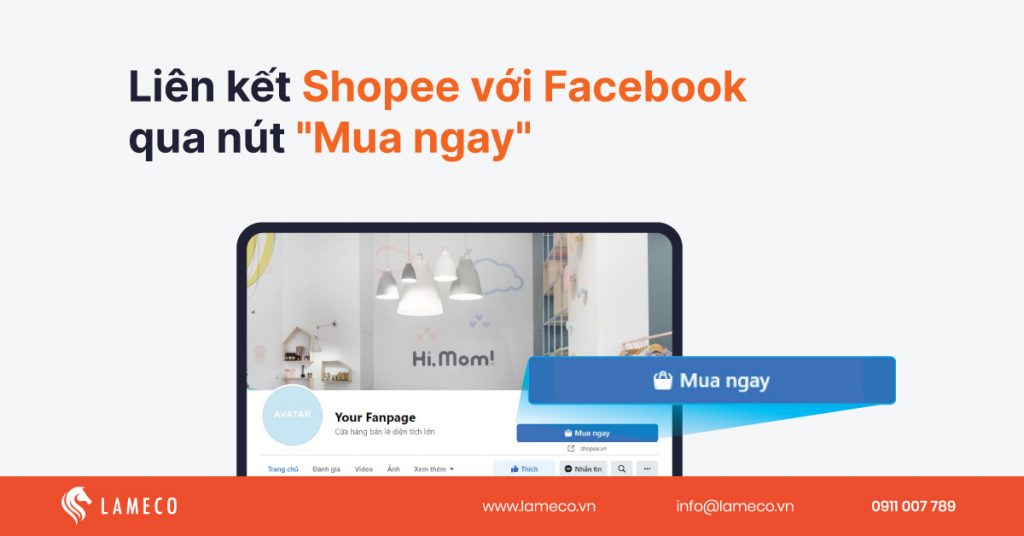 Liên kết Shopee với Facebook
qua nút "Mua ngay"
Hi, Mom!
Mua ngay
AVATAR
Your Fanpage
Cửa hàng bán lẻ diện tích lớn
Mua ngay
shopee.vn
Trang chủ Đánh giá Video Ảnh Xem thêm Thích Nhắn tin
LAMECO www.lameco.vn info@lameco.vn 0911 007 789